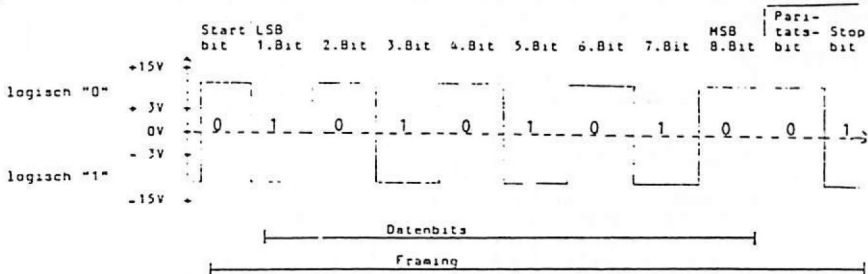 Pari-
Start LSB MSB täts- Stop
bit 1.Bit 2.Bit 3.Bit 4.Bit 5.Bit 6.Bit 7.Bit 8.Bit bit bit
+15V
logisch "0"
+ 3V
0V 0 1 0 1 0 1 0 1 0 0 1
- 3V
logisch "1"
-15V
Datenbits
Framing